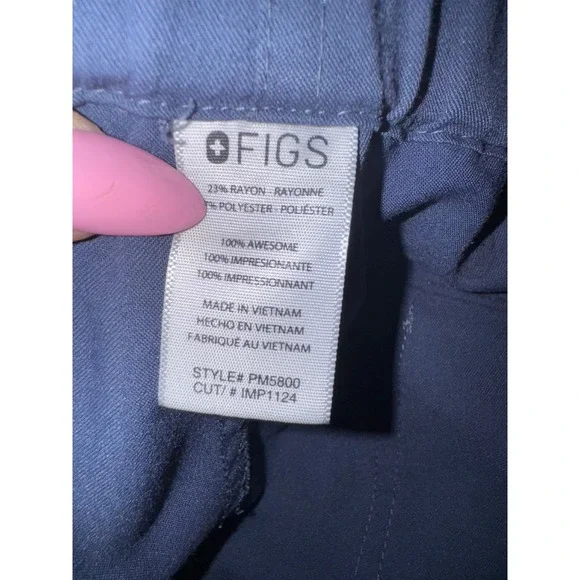 FIGS
23% RAYON - RAYONNE
% POLYESTER - POLIÉSTER
100% AWESOME
100% IMPRESIONANTE
100% IMPRESSIONNANT
MADE IN VIETNAM
HECHO EN VIETNAM
FABRIQUÉ AU VIETNAM
STYLE# PM5800
CUT/ # IMP1124